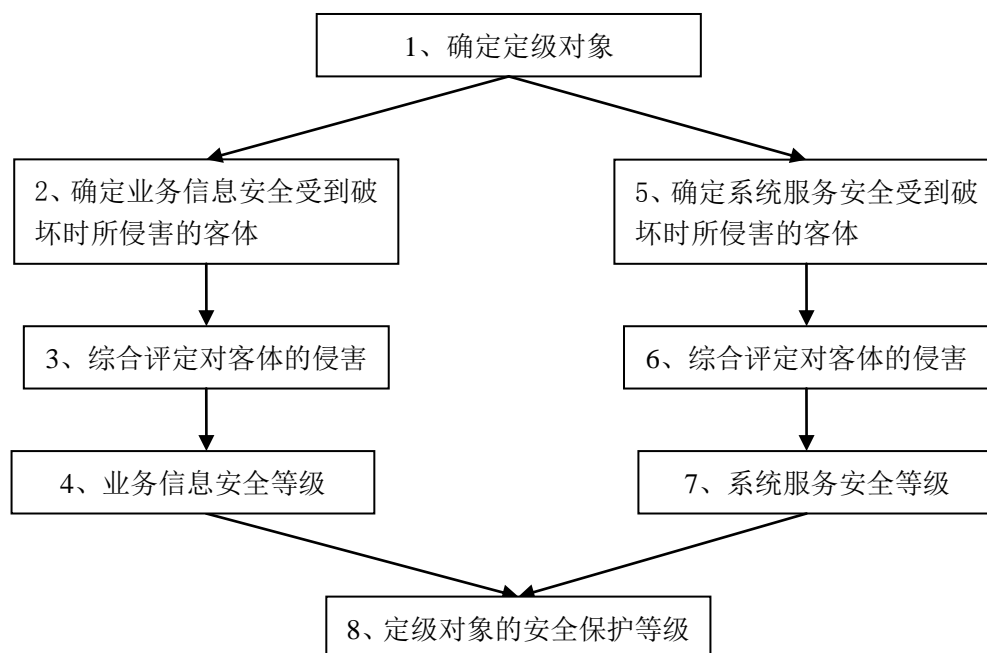 1、确定定级对象
2、确定业务信息安全受到破
坏时所侵害的客体
5、确定系统服务安全受到破
坏时所侵害的客体
3、综合评定对客体的侵害
6、综合评定对客体的侵害
4、业务信息安全等级
7、系统服务安全等级
8、定级对象的安全保护等级